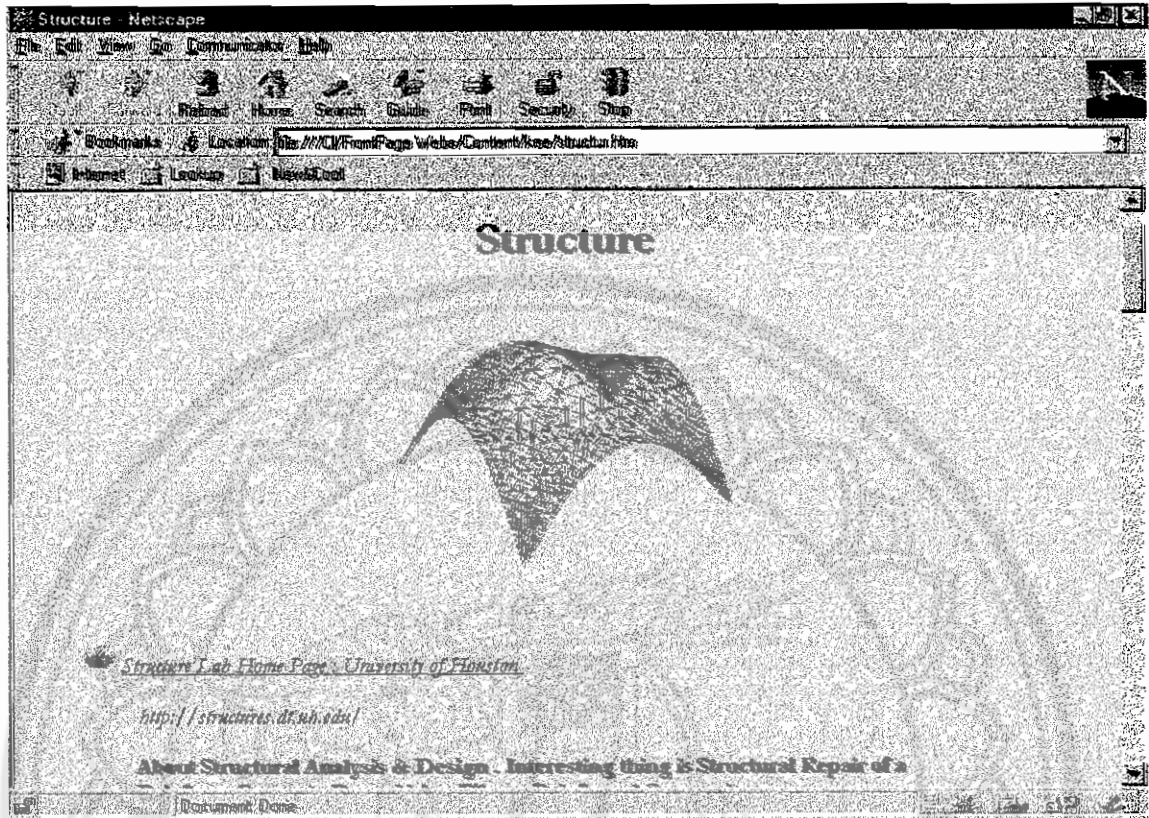 Structure - Netscape
File Edit View Go Communicator Help
Reload Home Search Guide Print Security Stop
Bookmarks Location:
Internet Lookup New&Cool
N
Structure
Structure Lab Home Page : University of Houston
http://structures.dt.uh.edu/
About Structural Analysis & Design . Interesting thing is Structural Repair of a
Document: Done